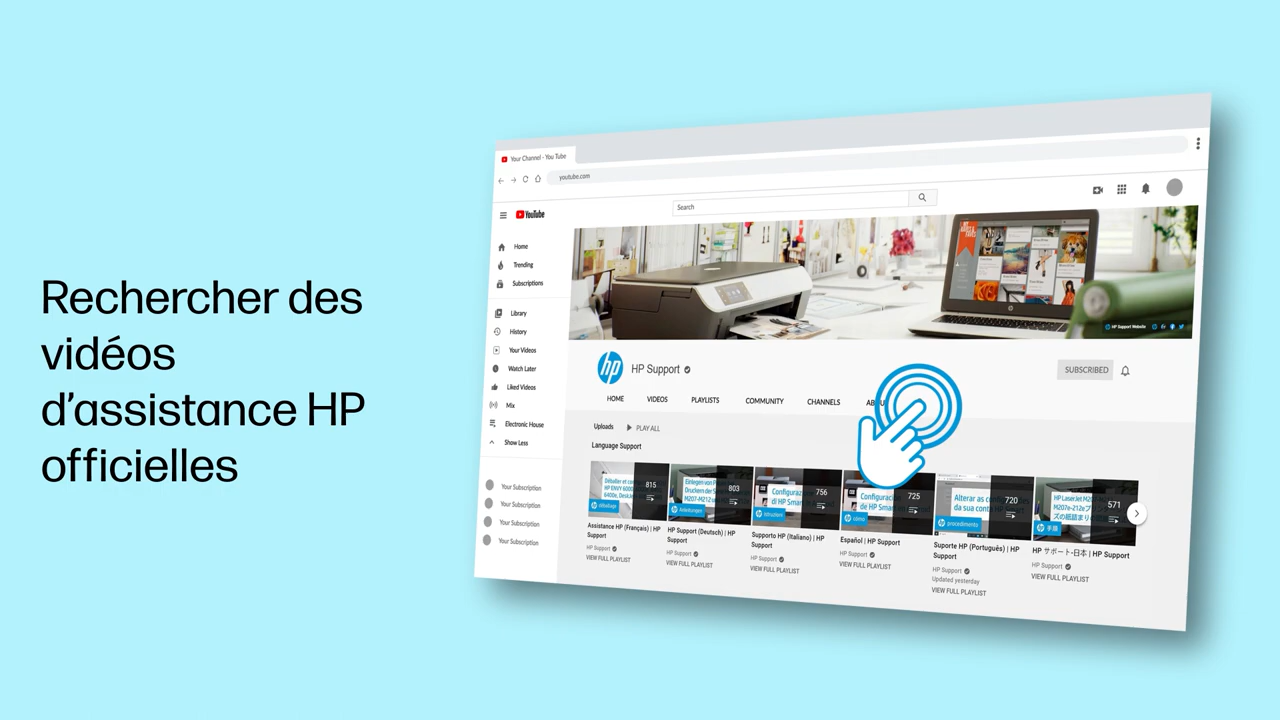 Rechercher des
vidéos
d'assistance HP
officielles
Your Channel - You Tube
youtube.com
YouTube
Search
Home
Trending
Subscriptions
Library
History
Your Videos
Watch Later
Liked Videos
Mix
Electronic House
Show Less
Your Subscription
Your Subscription
Your Subscription
Your Subscription
HP Support Website
hp
HP Support
SUBSCRIBED
HOME VIDEOS PLAYLISTS COMMUNITY CHANNELS
Uploads PLAY ALL
Language Support
815
803
756
725
720
571
Assistance HP (Français) | HP
Support
HP Support
VIEW FULL PLAYLIST
HP Support (Deutsch) | HP
Support
HP Support
VIEW FULL PLAYLIST
Supporto HP (Italiano) | HP
Support
HP Support
VIEW FULL PLAYLIST
Español | HP Support
HP Support
VIEW FULL PLAYLIST
Suporte HP (Português) | HP
Support
HP Support
Updated yesterday
VIEW FULL PLAYLIST
HP サポート-日本 | HP Support
HP Support
VIEW FULL PLAYLIST